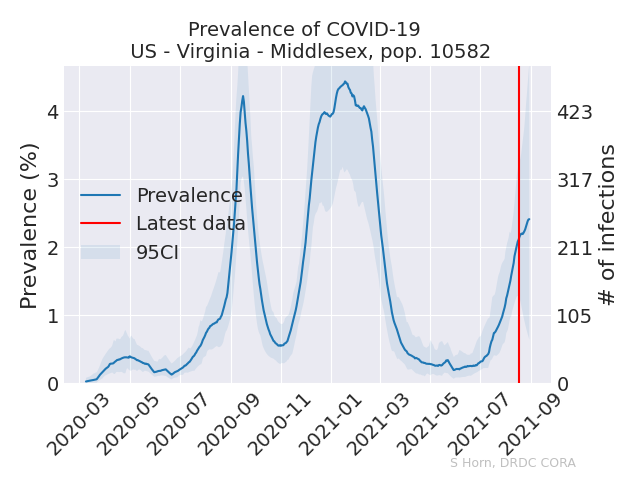 Prevalence of COVID-19
US - Virginia - Middlesex, pop. 10582
Prevalence (%)
4
3
2
1
0
Prevalence
Latest data
95CI
423
317
211
105
0
# of infections
2020-03
2020-05
2020-07
2020-09
2020-11
2021-01
2021-03
2021-05
2021-07
2021-09
S Horn, DRDC CORA